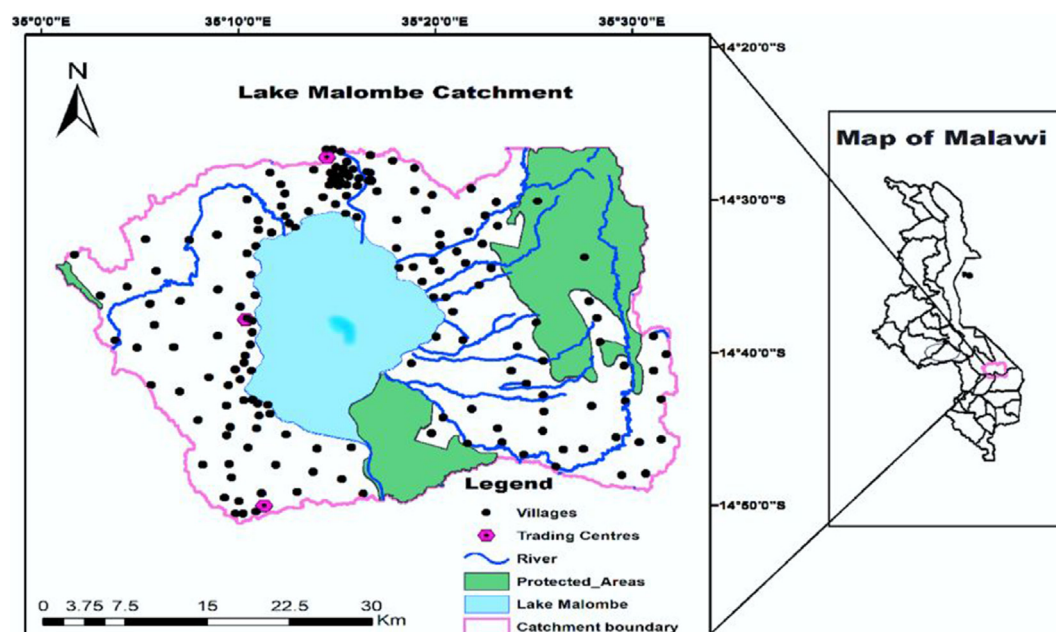 35°0'0"E 35°10'0"E 35°20'0"E 35°30'0"E
14°20'0"S
N
Lake Malombe Catchment
Map of Malawi
14°30'0"S
14°40'0"S
14°50'0"S
Legend
Villages
Trading Centres
River
Protected_Areas
Lake Malombe
Catchment boundary
0 3.75 7.5 15 22.5 30
Km